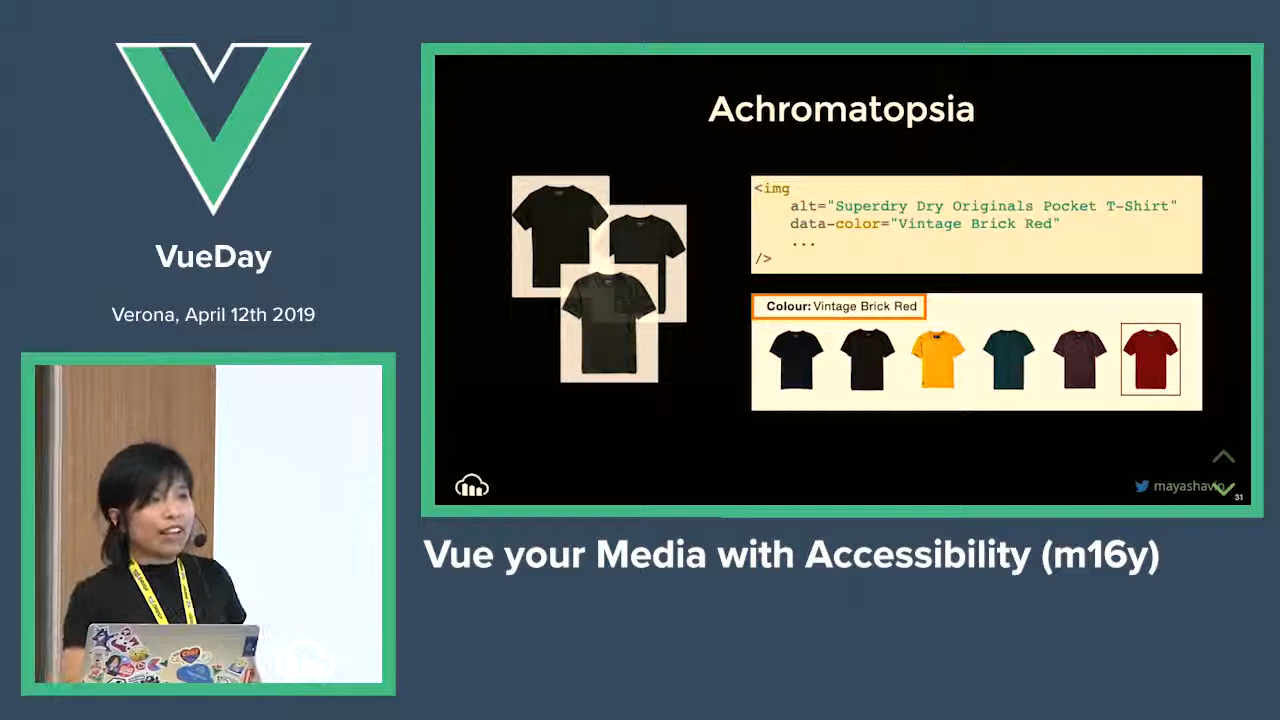 VueDay
Verona, April 12th 2019
Achromatopsia
<img
alt="Superdry Dry Originals Pocket T-Shirt"
data-color="Vintage Brick Red"
...
/>
Colour: Vintage Brick Red
mayashavin
31
Vue your Media with Accessibility (m16y)